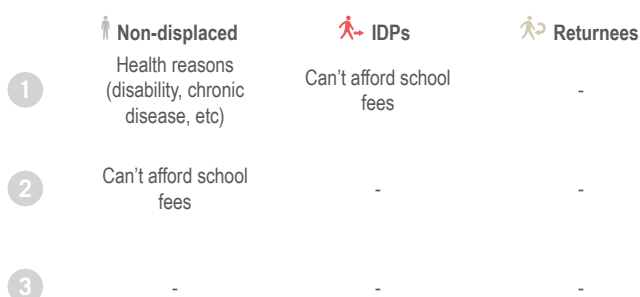 Non-displaced IDPs Returnees
1 Health reasons (disability, chronic disease, etc) Can't afford school fees -
2 Can't afford school fees - -
3 - - -